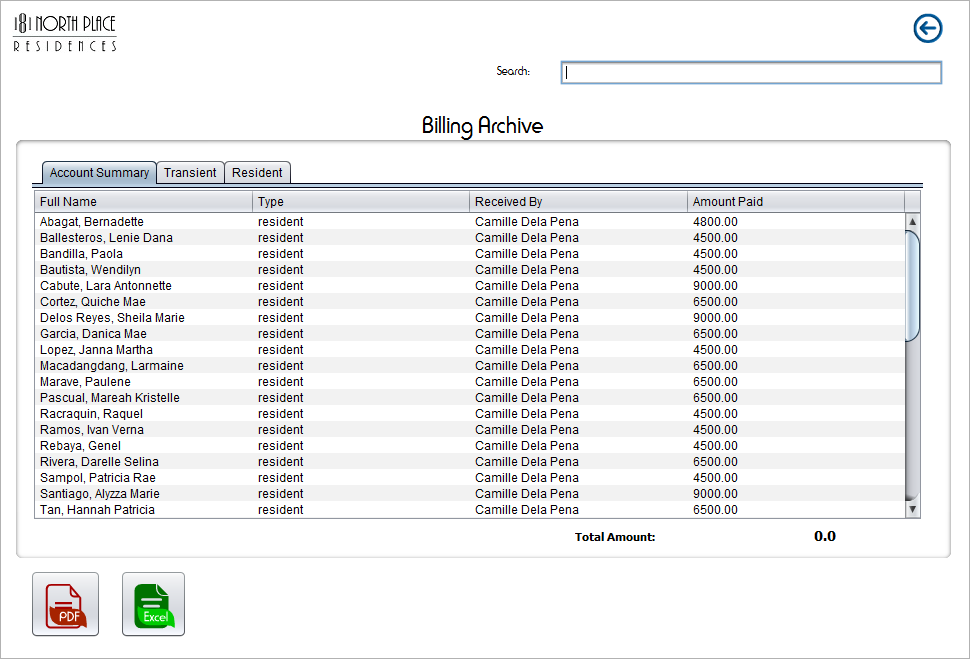 181 NORTH PLACE
RESIDENCES
Search:
Billing Archive
Account Summary Transient Resident
Full Name Type Received By Amount Paid
Abagat, Bernadette resident Camille Dela Pena 4800.00
Ballesteros, Lenie Dana resident Camille Dela Pena 4500.00
Bandilla, Paola resident Camille Dela Pena 4500.00
Bautista, Wendilyn resident Camille Dela Pena 4500.00
Cabute, Lara Antonnette resident Camille Dela Pena 9000.00
Cortez, Quiche Mae resident Camille Dela Pena 6500.00
Delos Reyes, Sheila Marie resident Camille Dela Pena 9000.00
Garcia, Danica Mae resident Camille Dela Pena 6500.00
Lopez, Janna Martha resident Camille Dela Pena 4500.00
Macadangdang, Larmaine resident Camille Dela Pena 6500.00
Marave, Paulene resident Camille Dela Pena 6500.00
Pascual, Mareah Kristelle resident Camille Dela Pena 6500.00
Racraquin, Raquel resident Camille Dela Pena 4500.00
Ramos, Ivan Verna resident Camille Dela Pena 4500.00
Rebaya, Genel resident Camille Dela Pena 4500.00
Rivera, Darelle Selina resident Camille Dela Pena 6500.00
Sampol, Patricia Rae resident Camille Dela Pena 4500.00
Santiago, Alyzza Marie resident Camille Dela Pena 9000.00
Tan, Hannah Patricia resident Camille Dela Pena 6500.00
Total Amount: 0.0
PDF Excel